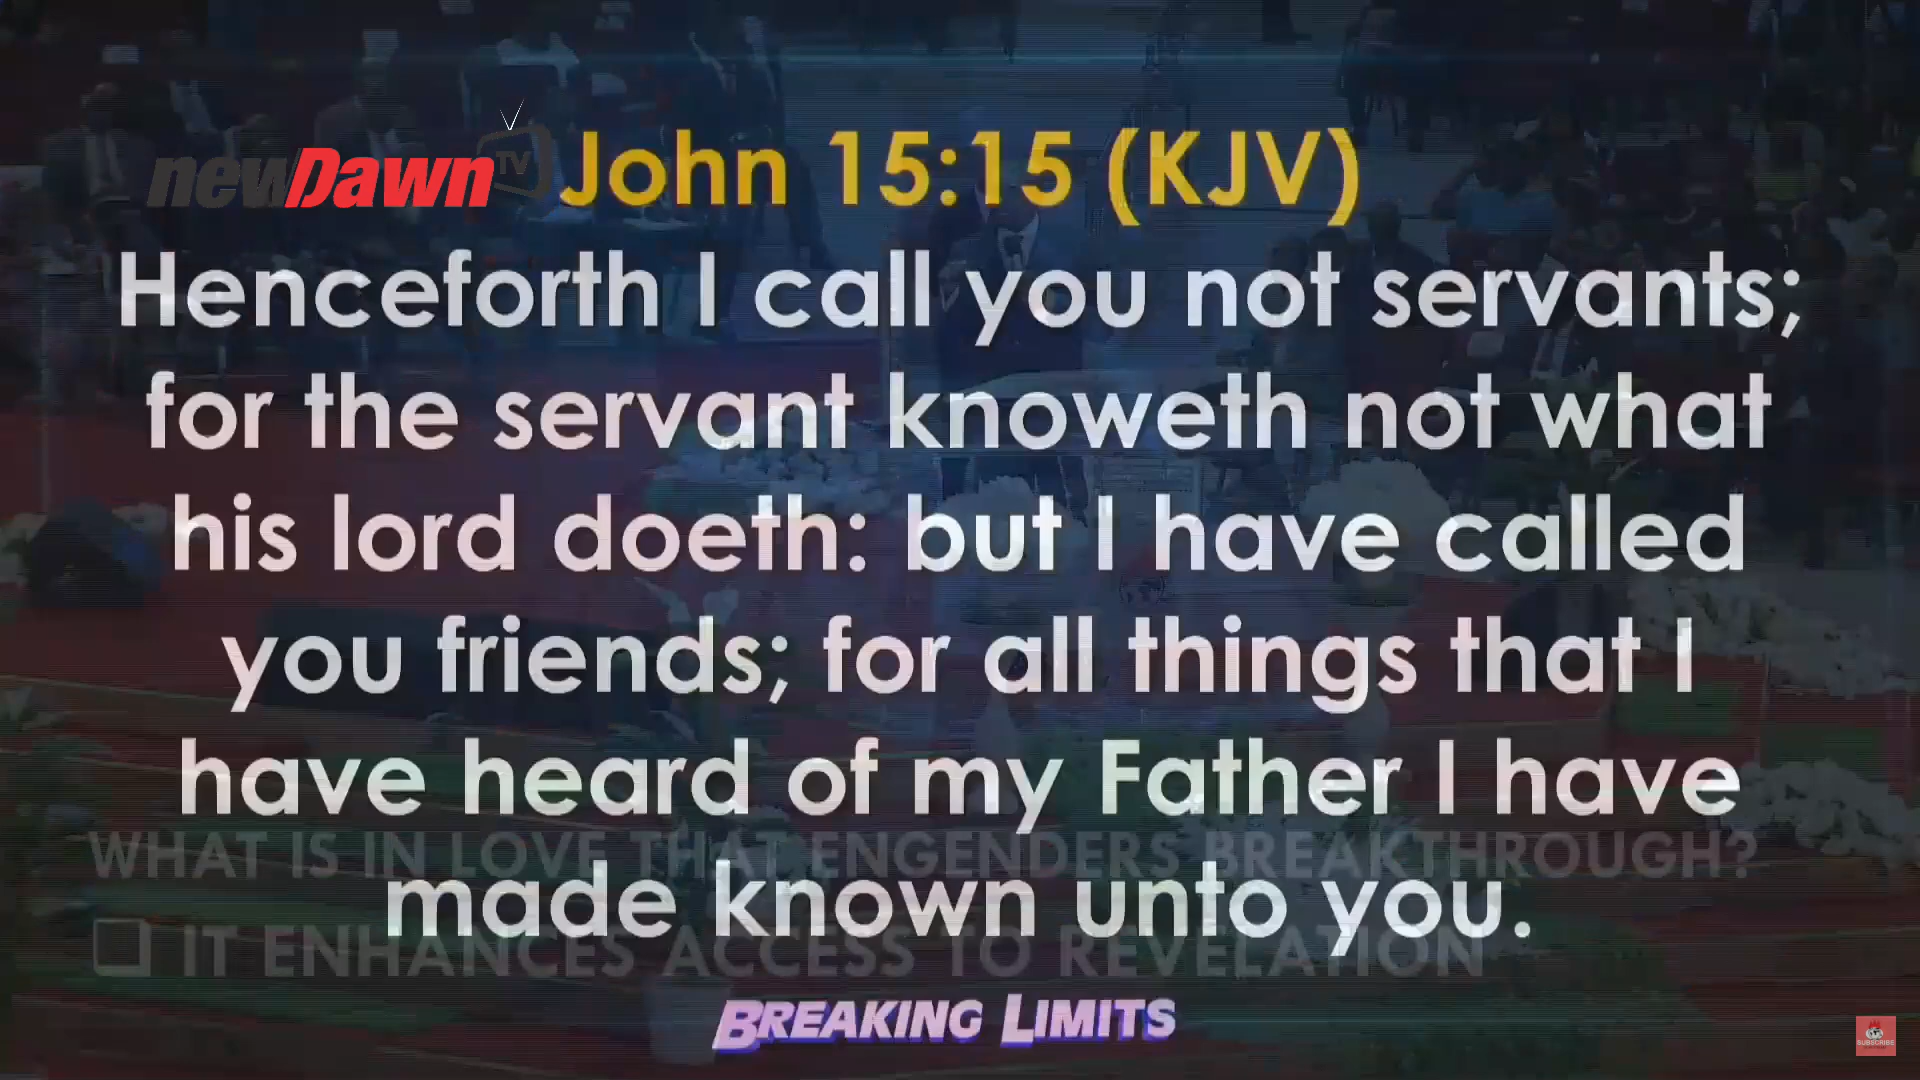 newDawn TV
John 15:15 (KJV)
Henceforth I call you not servants;
for the servant knoweth not what
his lord doeth: but I have called
you friends; for all things that I
have heard of my Father I have
made known unto you.
WHAT IS IN LOVE THAT ENGENDERS BREAKTHROUGH?
IT ENHANCES ACCESS TO REVELATION
BREAKING LIMITS
SUBSCRIBE